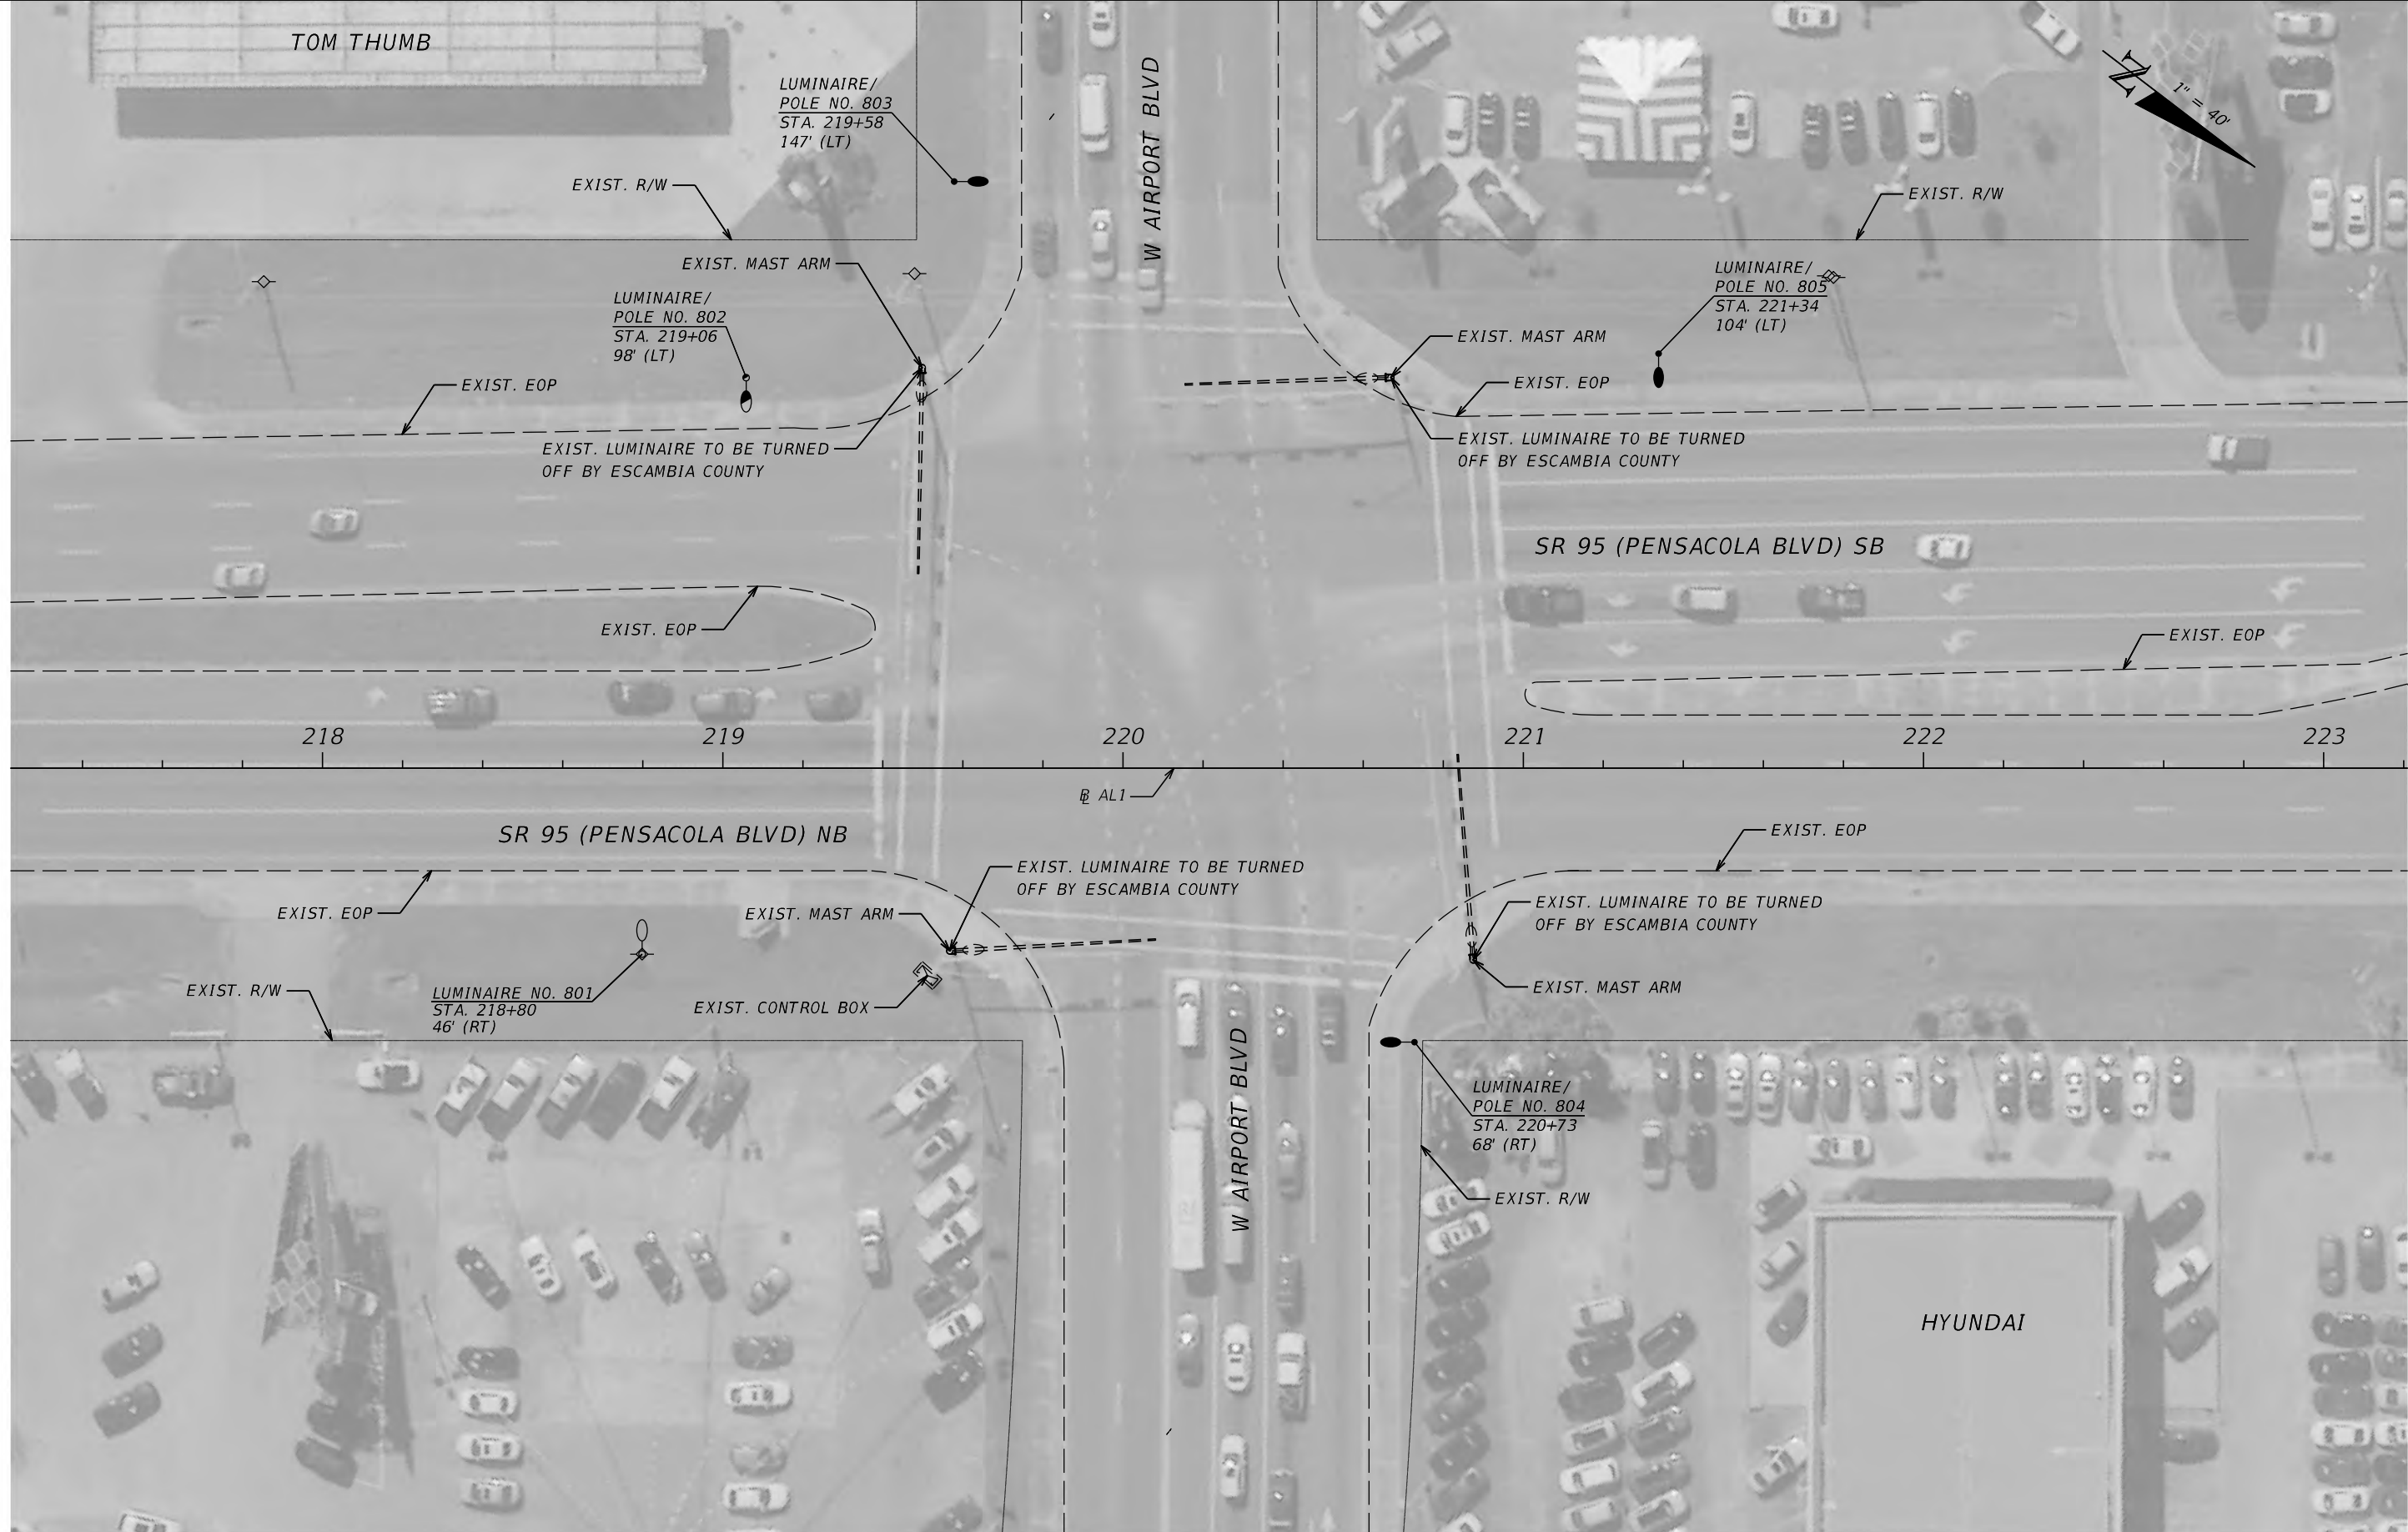 TOM THUMB
LUMINAIRE/
POLE NO. 803
STA. 219+58
147' (LT)
W AIRPORT BLVD
N
1" = 40'
EXIST. R/W
EXIST. R/W
EXIST. MAST ARM
LUMINAIRE/
POLE NO. 802
STA. 219+06
98' (LT)
LUMINAIRE/
POLE NO. 805
STA. 221+34
104' (LT)
EXIST. MAST ARM
EXIST. EOP
EXIST. EOP
EXIST. LUMINAIRE TO BE TURNED
OFF BY ESCAMBIA COUNTY
EXIST. LUMINAIRE TO BE TURNED
OFF BY ESCAMBIA COUNTY
SR 95 (PENSACOLA BLVD) SB
EXIST. EOP
EXIST. EOP
218
219
220
221
222
223
BL AL1
SR 95 (PENSACOLA BLVD) NB
EXIST. EOP
EXIST. LUMINAIRE TO BE TURNED
OFF BY ESCAMBIA COUNTY
EXIST. EOP
EXIST. MAST ARM
EXIST. LUMINAIRE TO BE TURNED
OFF BY ESCAMBIA COUNTY
EXIST. R/W
LUMINAIRE NO. 801
STA. 218+80
46' (RT)
EXIST. CONTROL BOX
EXIST. MAST ARM
W AIRPORT BLVD
LUMINAIRE/
POLE NO. 804
STA. 220+73
68' (RT)
EXIST. R/W
HYUNDAI